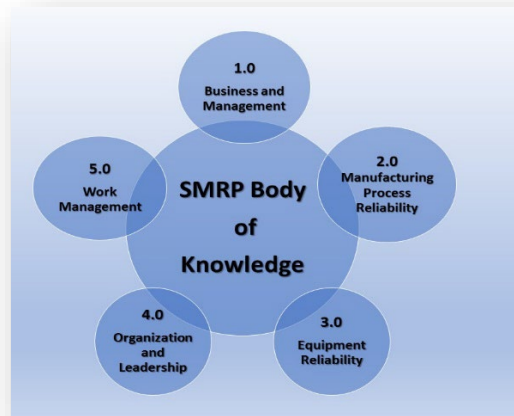 1.0
Business and
Management
2.0
Manufacturing
Process
Reliability
3.0
Equipment
Reliability
4.0
Organization
and
Leadership
5.0
Work
Management
SMRP Body
of
Knowledge